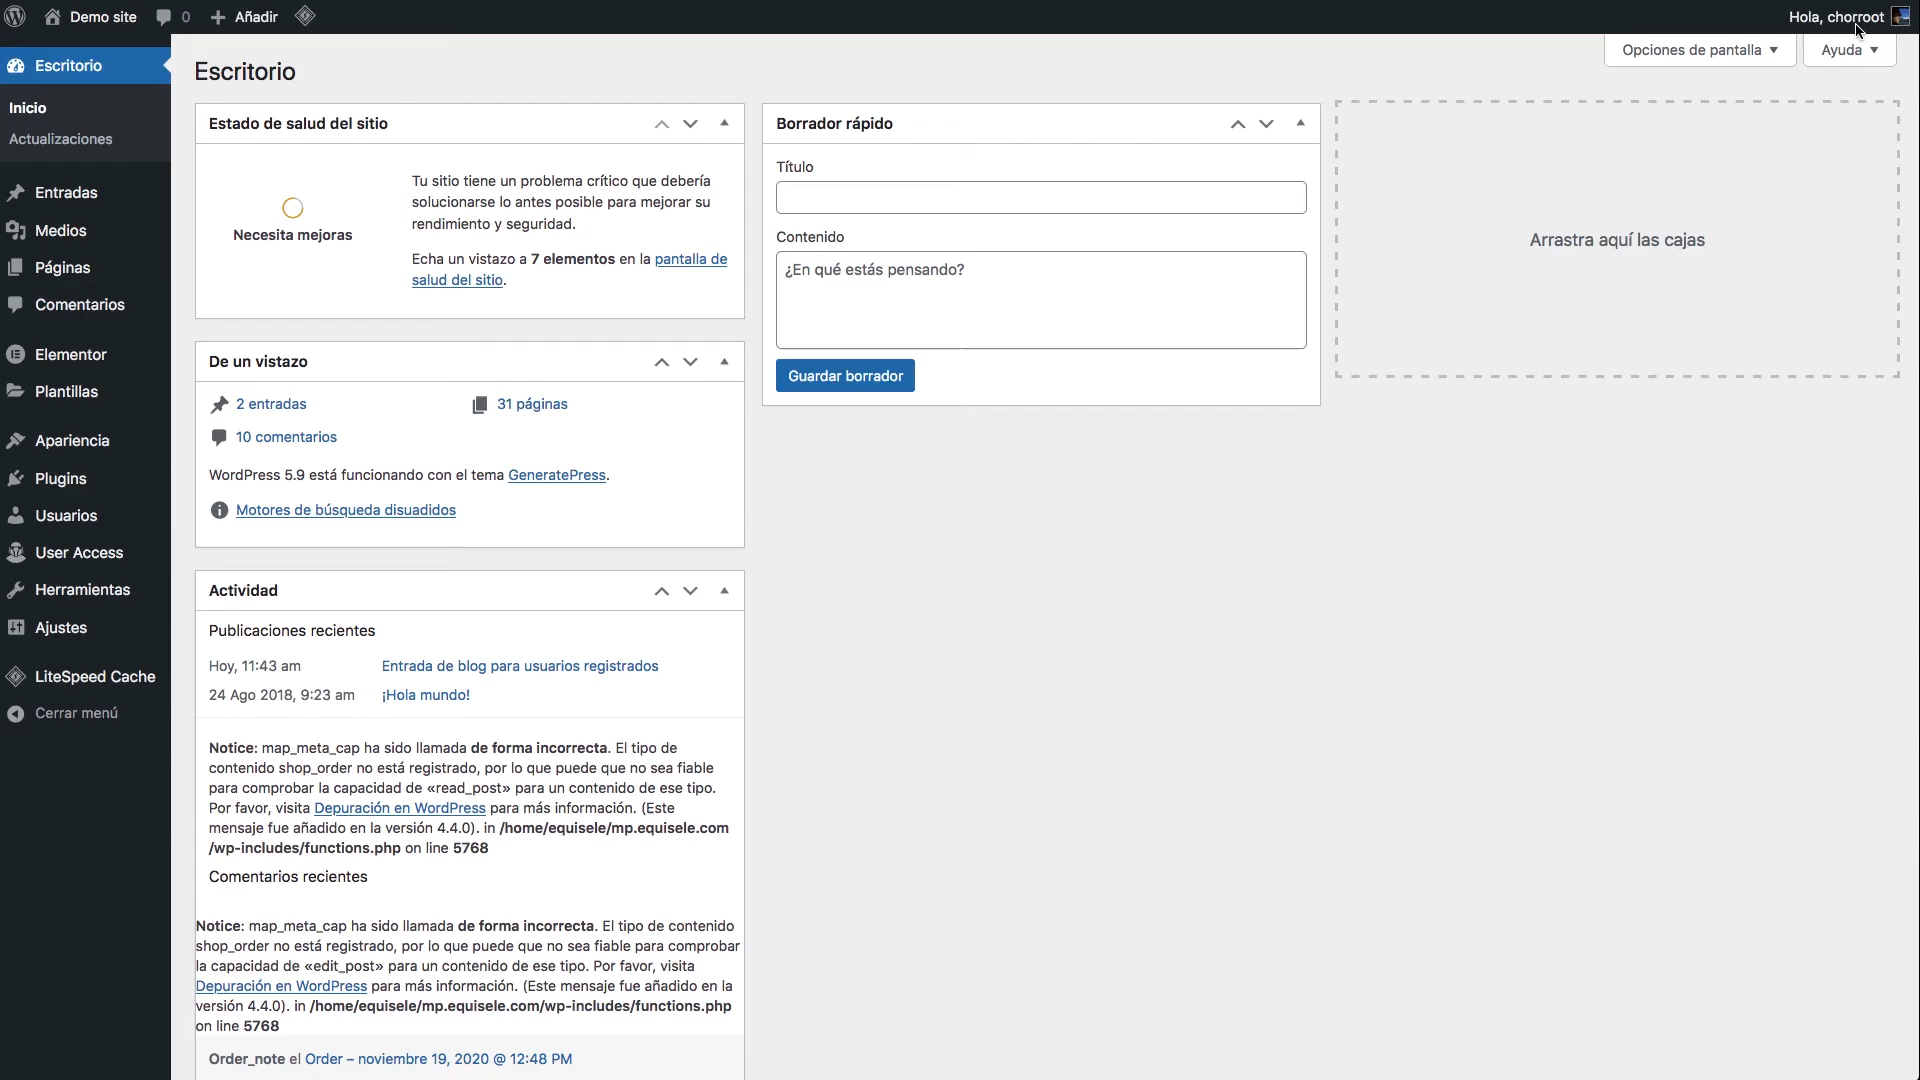 Demo site
0
Añadir
Hola, chorroot
Escritorio
Inicio
Actualizaciones
Entradas
Medios
Páginas
Comentarios
Elementor
Plantillas
Apariencia
Plugins
Usuarios
User Access
Herramientas
Ajustes
LiteSpeed Cache
Cerrar menú
Opciones de pantalla
Ayuda
Escritorio
Estado de salud del sitio
Necesita mejoras
Tu sitio tiene un problema crítico que debería
solucionarse lo antes posible para mejorar su
rendimiento y seguridad.
Echa un vistazo a 7 elementos en la pantalla de
salud del sitio.
De un vistazo
2 entradas
31 páginas
10 comentarios
WordPress 5.9 está funcionando con el tema GeneratePress.
Motores de búsqueda disuadidos
Actividad
Publicaciones recientes
Hoy, 11:43 am Entrada de blog para usuarios registrados
24 Ago 2018, 9:23 am ¡Hola mundo!
Notice: map_meta_cap ha sido llamada de forma incorrecta. El tipo de
contenido shop_order no está registrado, por lo que puede que no sea fiable
para comprobar la capacidad de «read_post» para un contenido de ese tipo.
Por favor, visita Depuración en WordPress para más información. (Este
mensaje fue añadido en la versión 4.4.0). in /home/equisele/mp.equisele.com
/wp-includes/functions.php on line 5768
Comentarios recientes
Notice: map_meta_cap ha sido llamada de forma incorrecta. El tipo de contenido
shop_order no está registrado, por lo que puede que no sea fiable para comprobar
la capacidad de «edit_post» para un contenido de ese tipo. Por favor, visita
Depuración en WordPress para más información. (Este mensaje fue añadido en la
versión 4.4.0). in /home/equisele/mp.equisele.com/wp-includes/functions.php
on line 5768
Order_note el Order – noviembre 19, 2020 @ 12:48 PM
Borrador rápido
Título
Contenido
¿En qué estás pensando?
Guardar borrador
Arrastra aquí las cajas